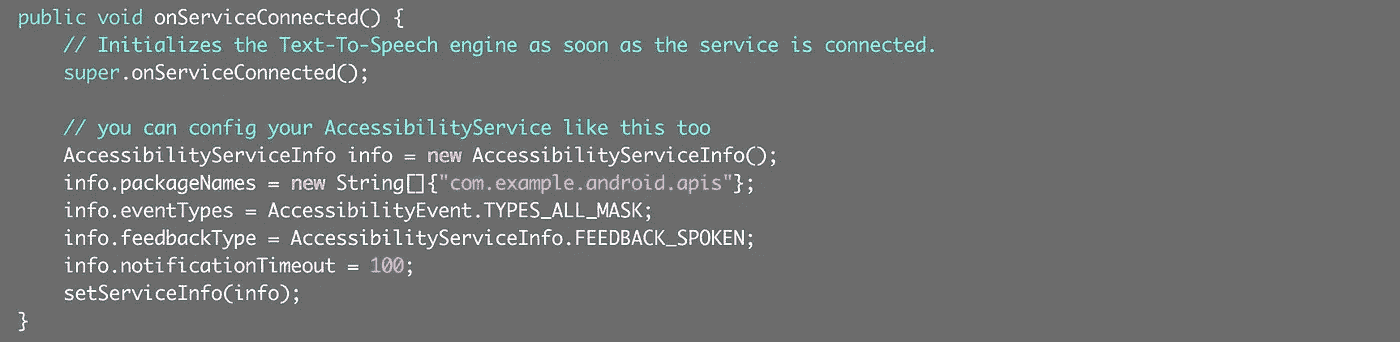 public void onServiceConnected() {
    // Initializes the Text-To-Speech engine as soon as the service is connected.
    super.onServiceConnected();

    // you can config your AccessibilityService like this too
    AccessibilityServiceInfo info = new AccessibilityServiceInfo();
    info.packageNames = new String[]{"com.example.android.apis"};
    info.eventTypes = AccessibilityEvent.TYPES_ALL_MASK;
    info.feedbackType = AccessibilityServiceInfo.FEEDBACK_SPOKEN;
    info.notificationTimeout = 100;
    setServiceInfo(info);
}